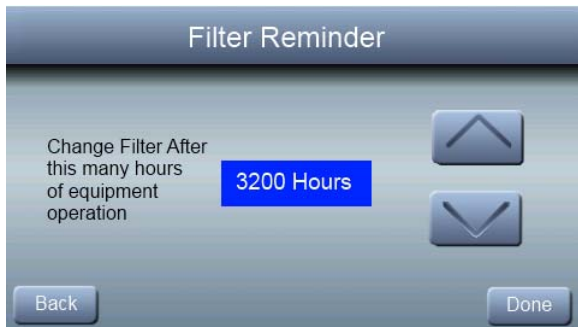 Filter Reminder
Change Filter After
this many hours
of equipment
operation
3200 Hours
Back
Done